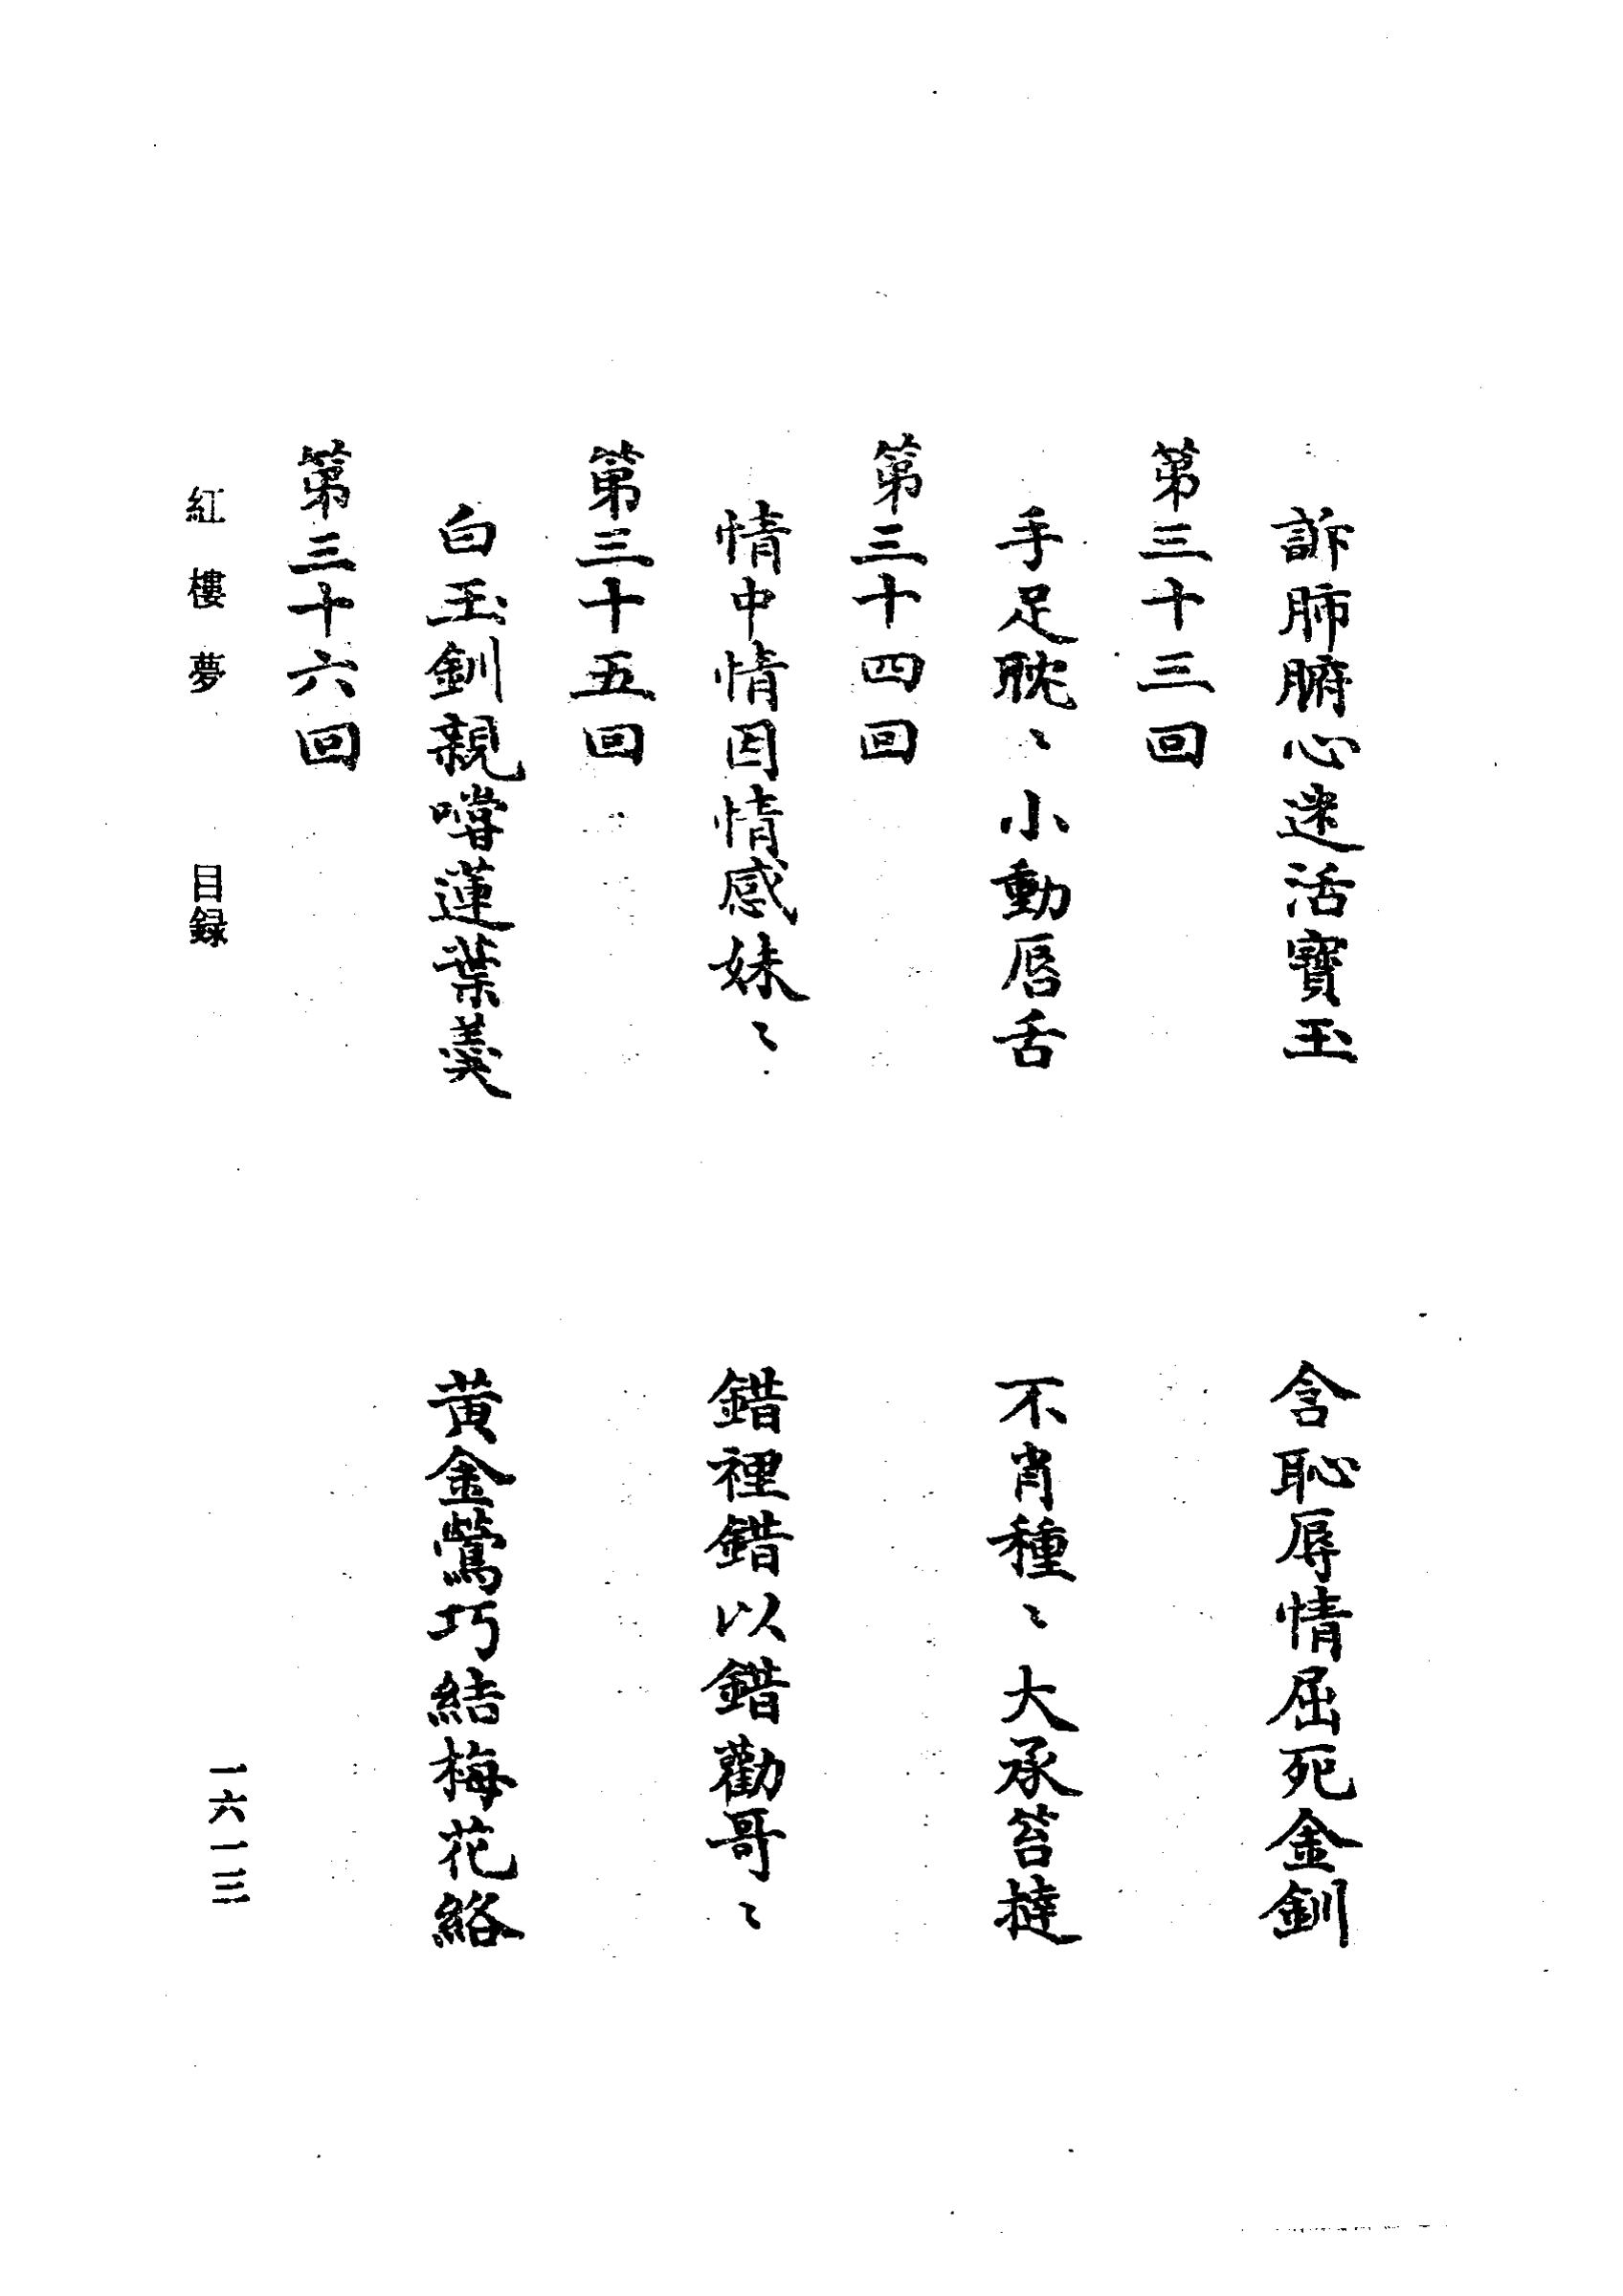 訴肺腑心迷活寶玉　含恥辱情屈死金釧
第三十三回
手足眈〻小動唇舌　不肖種〻大承笞撻
第三十四回
情中情因情感妹〻　錯裡錯以錯勸哥〻
第三十五回
白玉釧親嚐蓮葉羹　黃金鶯巧結梅花絡
第三十六回
紅樓夢　目録　一六一三